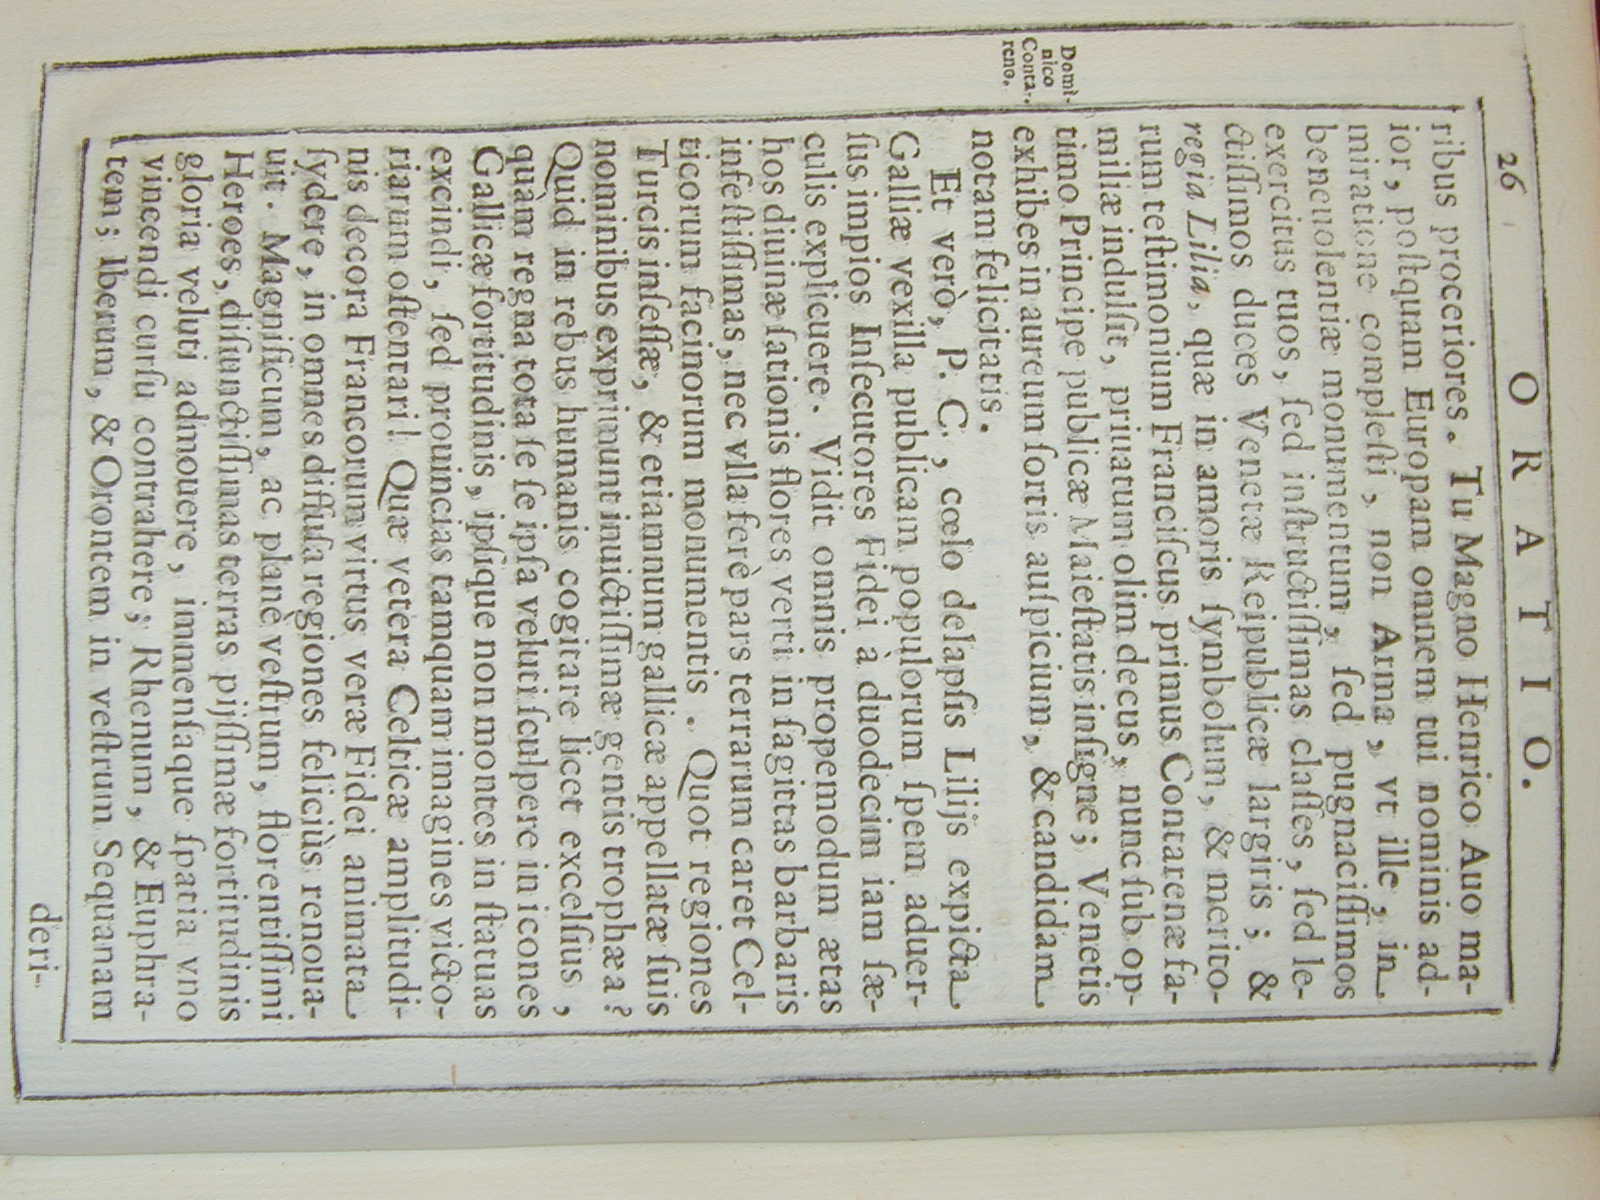 26 ORATIO.
ribus proceriores. Tu Magno Henrico Auo ma-
ior, poſtquam Europam omnem tui nominis ad-
miratione compleſti, non Arma, vt ille, in
beneuolentiæ monumentum, ſed pugnaciſſimos
exercitus tuos, ſed inſtructiſſimas claſſes, ſed le-
ctiſſimos duces Venetæ Reipublicæ largiris; &
regia Lilia, quæ in amoris ſymbolum, & merito-
rum teſtimonium Franciſcus primus Contarenæ fa-
miliæ indulſit, priuatum olim decus, nunc ſub op-
timo Principe publicæ Maieſtatis inſigne; Venetis
exhibes in aureum ſortis auſpicium, & candidam
notam felicitatis.
Domi-
nico
Conta-
reno.
Et verò, P. C., cœlo delapſis Lilijs expicta
Galliæ vexilla publicam populorum ſpem aduer-
ſus impios Inſecutores Fidei à duodecim iam ſæ-
culis explicuere. Vidit omnis propemodum ætas
hos diuinæ ſationis flores verti in ſagittas barbaris
infeſtiſſimas, nec vlla ferè pars terrarum caret Cel-
ticorum facinorum monumentis. Quot regiones
Turcis inſeſſæ, & etiamnum gallicæ appellatæ ſuis
nominibus exprimunt inuictiſſimæ gentis trophæa?
Quid in rebus humanis cogitare licet excelſius,
quàm regna tota ſe ſe ipſa veluti ſculpere in icones
Gallicæ fortitudinis, ipſique non montes in ſtatuas
excindi, ſed prouincias tamquam imagines victo-
riarum oſtentari! Quæ vetera Celticæ amplitudi-
nis decora Francorum virtus veræ Fidei animata
ſydere, in omnes diffuſa regiones feliciùs renoua-
uit. Magnificum, ac planè veſtrum, florentiſſimi
Heroes, diſiunctiſſimas terras pijſſimæ fortitudinis
gloria veluti admouere, immenſaque ſpatia vno
vincendi curſu contrahere; Rhenum, & Euphra-
tem; Iberum, & Orontem in veſtrum Sequanam
deri-